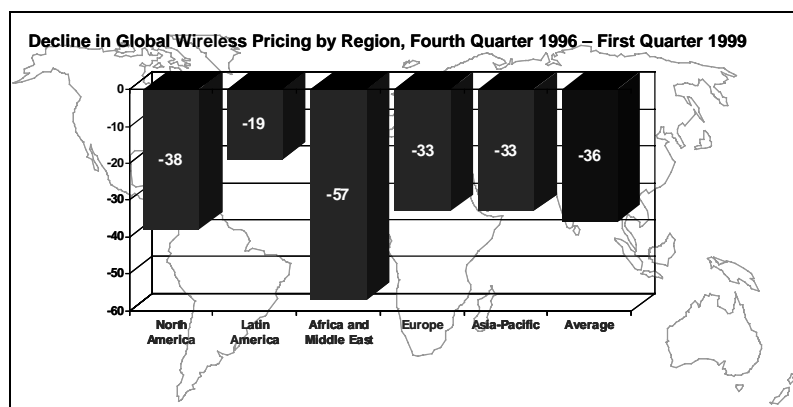 Decline in Global Wireless Pricing by Region, Fourth Quarter 1996 – First Quarter 1999
0
-10
-20
-30
-40
-50
-60
-38
-19
-57
-33
-33
-36
North
America
Latin
America
Africa and
Middle East
Europe
Asia-Pacific
Average